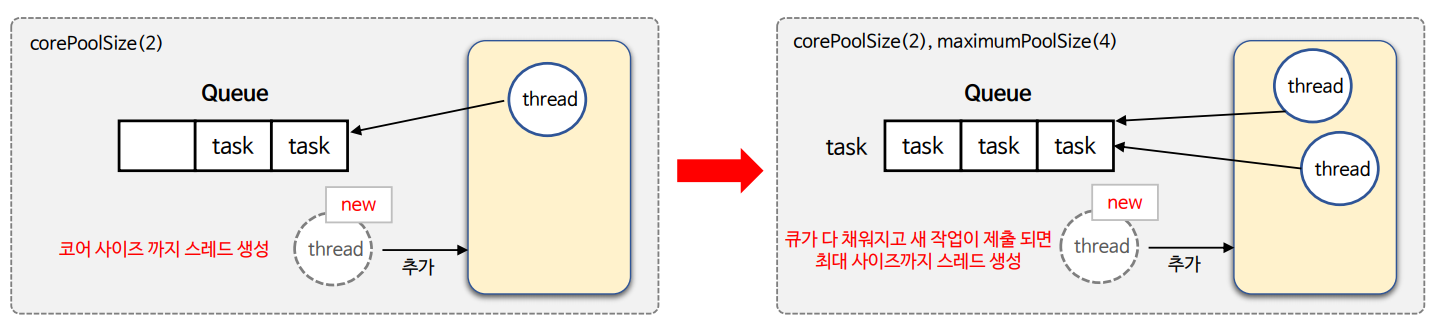 corePoolSize(2)
Queue
task
task
thread
new
thread
코어 사이즈 까지 스레드 생성
추가
corePoolSize(2), maximumPoolSize(4)
Queue
task
task
task
task
thread
thread
new
thread
큐가 다 채워지고 새 작업이 제출 되면
최대 사이즈까지 스레드 생성
추가